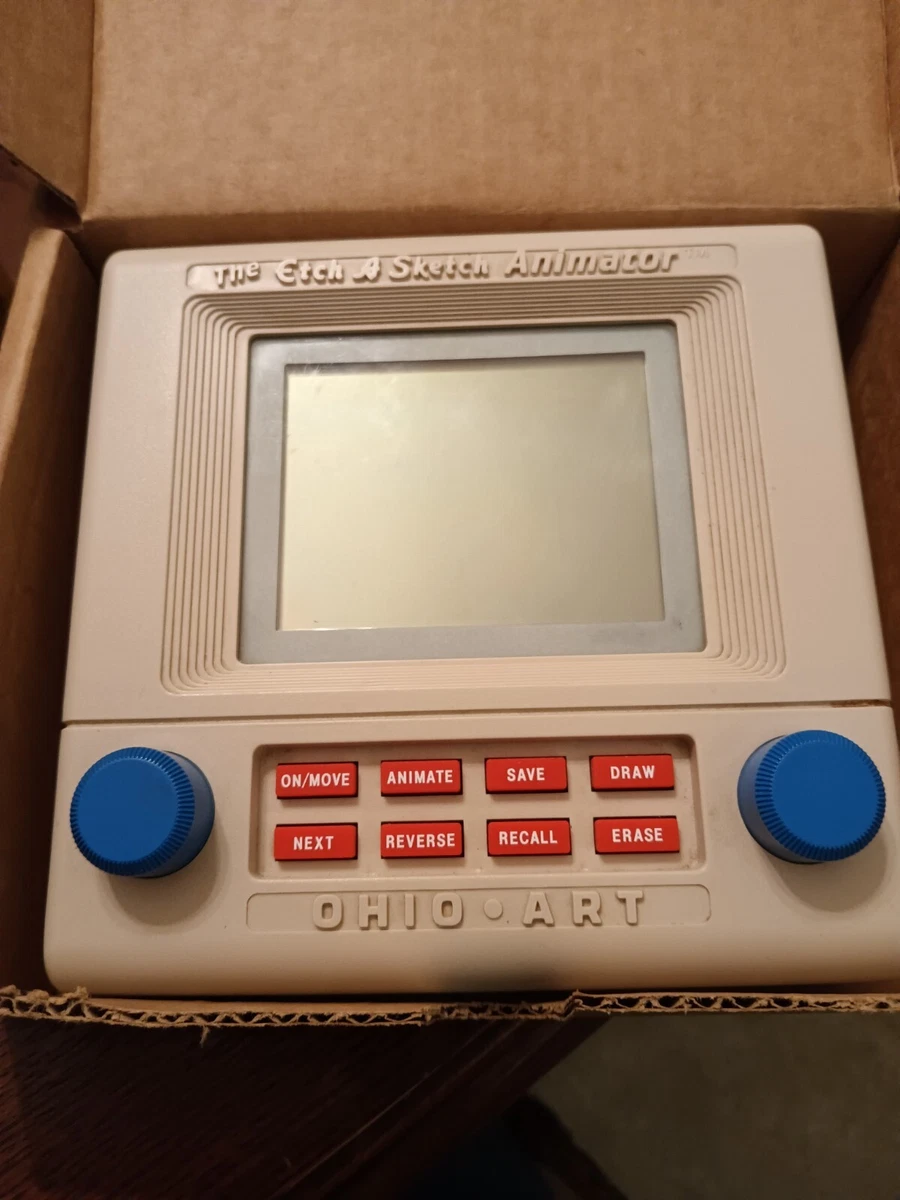 The Etch A Sketch Animator™
ON/MOVE ANIMATE SAVE DRAW
NEXT REVERSE RECALL ERASE
OHIO • ART